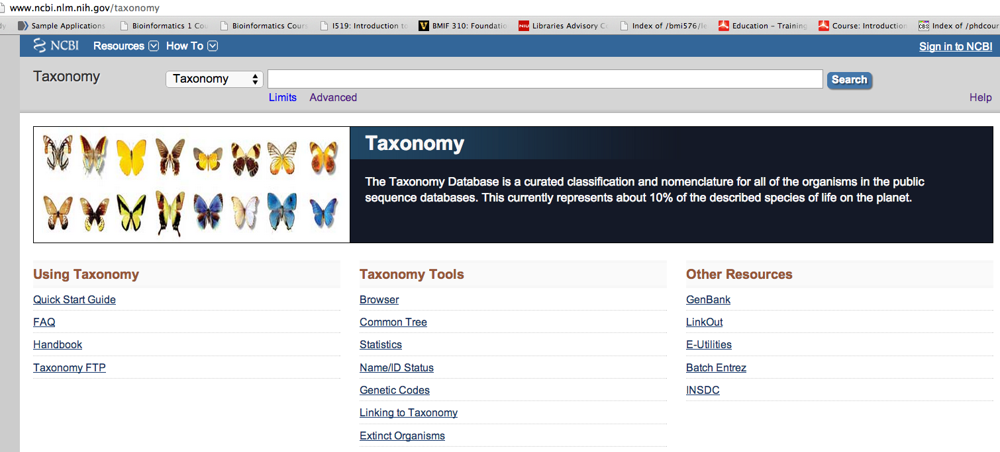 www.ncbi.nlm.nih.gov/taxonomy
Sample Applications Bioinformatics 1 Cou Bioinformatics Cours I519: Introduction to BMIF 310: Foundatio NIU Libraries Advisory Co Index of /bmi576/le Education – Training Course: Introduction CBS Index of /phdcour
NCBI Resources How To Sign in to NCBI
Taxonomy Taxonomy Search
Limits Advanced Help
Taxonomy
The Taxonomy Database is a curated classification and nomenclature for all of the organisms in the public
sequence databases. This currently represents about 10% of the described species of life on the planet.
Using Taxonomy
Quick Start Guide
FAQ
Handbook
Taxonomy FTP
Taxonomy Tools
Browser
Common Tree
Statistics
Name/ID Status
Genetic Codes
Linking to Taxonomy
Extinct Organisms
Other Resources
GenBank
LinkOut
E-Utilities
Batch Entrez
INSDC